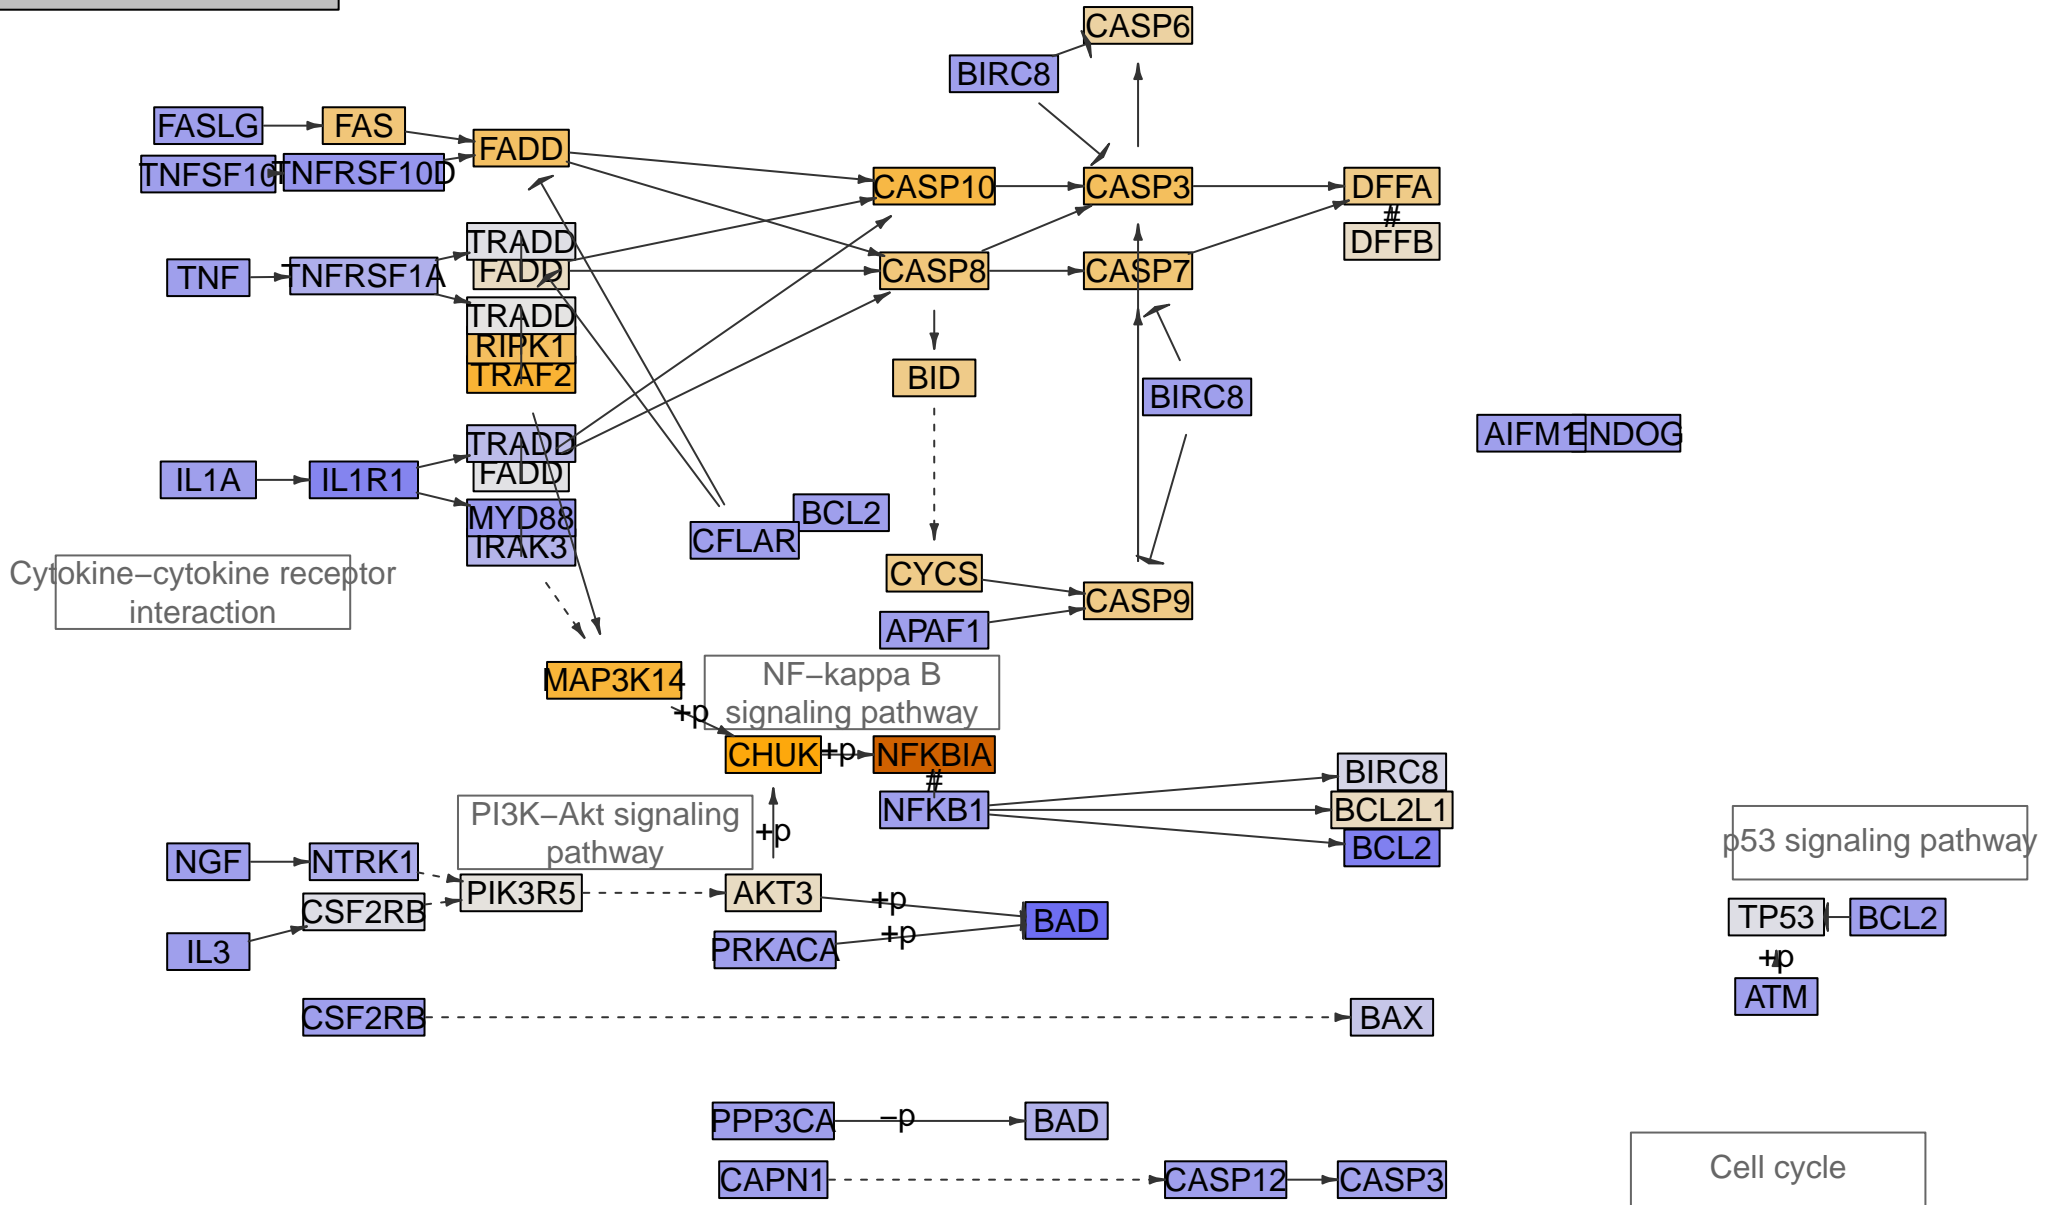 CASP6
BIRC8
FASLG
FAS
FADD
TNFSF10
TNFRSF10D
CASP10
CASP3
DFFA
#
DFFB
TRADD
FADD
TNF
TNFRSF1A
CASP8
CASP7
TRADD
RIPK1
TRAF2
BID
BIRC8
TRADD
FADD
AIFM1
ENDOG
IL1A
IL1R1
MYD88
IRAK3
BCL2
CFLAR
Cytokine−cytokine receptor
interaction
CYCS
CASP9
APAF1
MAP3K14
NF−kappa B
signaling pathway
+p
CHUK
+p
NFKBIA
#
NFKB1
BIRC8
BCL2L1
BCL2
PI3K−Akt signaling
pathway
+p
p53 signaling pathway
NGF
NTRK1
PIK3R5
AKT3
+p
CSF2RB
BAD
TP53
BCL2
IL3
PRKACA
+p
+p
ATM
CSF2RB
BAX
PPP3CA
−p
BAD
CAPN1
CASP12
CASP3
Cell cycle